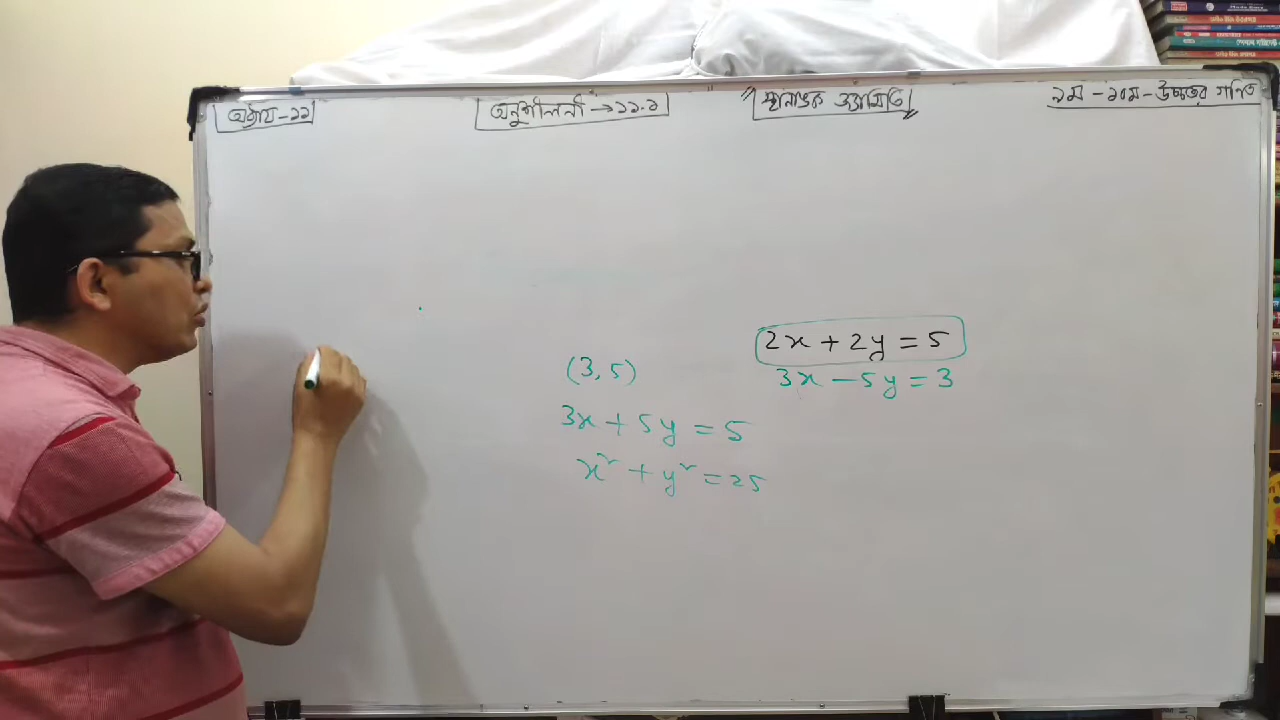 অধ্যায়-১১
অনুশীলনী → ১১.১
"স্থানাঙ্ক জ্যামিতি"
৯ম - ১০ম - উচ্চতর গণিত
2x + 2y = 5
(3, 5)
3x - 5y = 3
3x + 5y = 5
x² + y² = 25